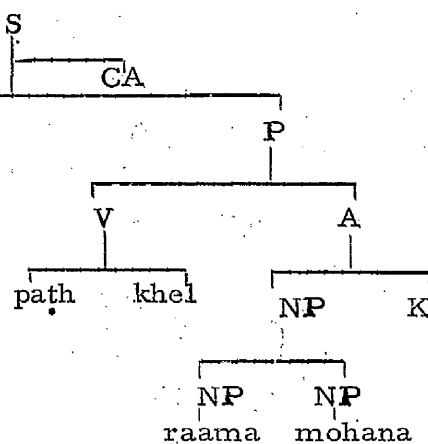 S
CA
P
V A
path khel NP K
NP NP
raama mohana